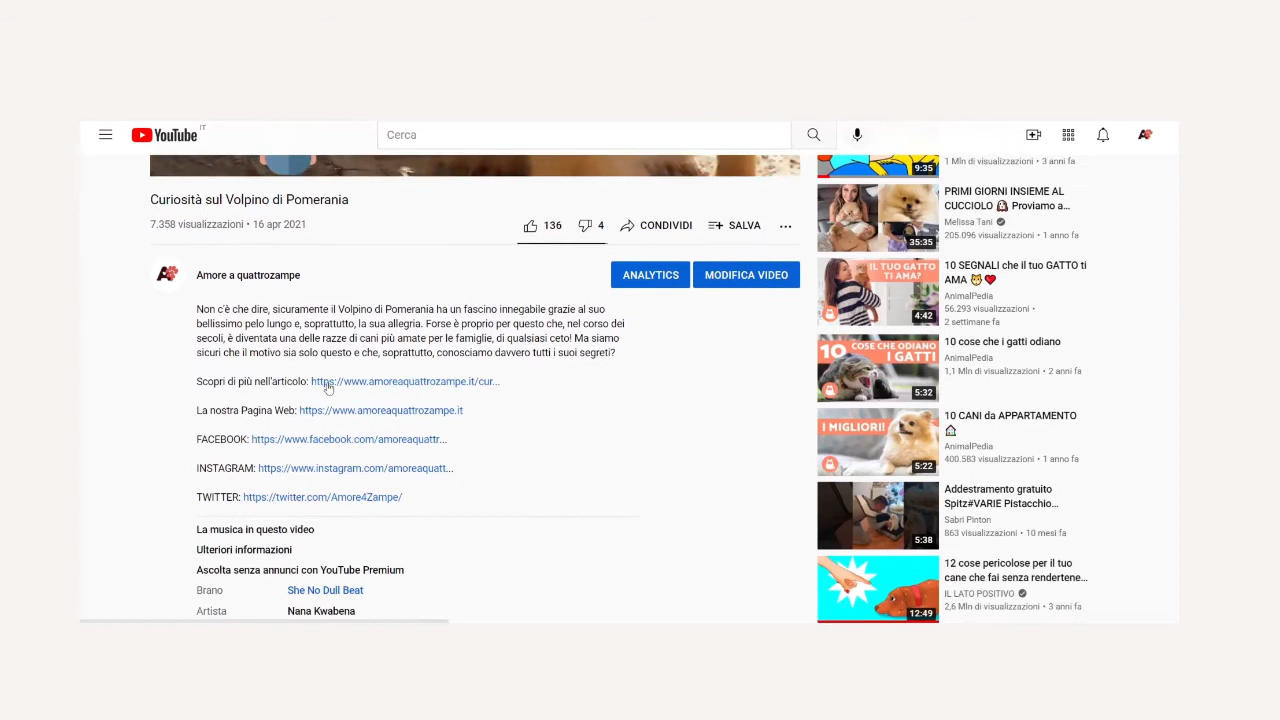 YouTube IT
Cerca
Curiosità sul Volpino di Pomerania
7.358 visualizzazioni • 16 apr 2021
136
4
CONDIVIDI
SALVA
Amore a quattrozampe
ANALYTICS
MODIFICA VIDEO
Non c'è che dire, sicuramente il Volpino di Pomerania ha un fascino innegabile grazie al suo
bellissimo pelo lungo e, soprattutto, la sua allegria. Forse è proprio per questo che, nel corso dei
secoli, è diventata una delle razze di cani più amate per le famiglie, di qualsiasi ceto! Ma siamo
sicuri che il motivo sia solo questo e che, soprattutto, conosciamo davvero tutti i suoi segreti?
Scopri di più nell'articolo: https://www.amoreaquattrozampe.it/cur...
La nostra Pagina Web: https://www.amoreaquattrozampe.it
FACEBOOK: https://www.facebook.com/amoreaquattr...
INSTAGRAM: https://www.instagram.com/amoreaquatt...
TWITTER: https://twitter.com/Amore4Zampe/
La musica in questo video
Ulteriori informazioni
Ascolta senza annunci con YouTube Premium
Brano She No Dull Beat
Artista Nana Kwabena
9:35
1 Mln di visualizzazioni • 3 anni fa
35:35
PRIMI GIORNI INSIEME AL
CUCCIOLO 🐶 Proviamo a...
Melissa Tani
205.096 visualizzazioni • 1 anno fa
IL TUO GATTO
TI AMA?
4:42
10 SEGNALI che il tuo GATTO ti
AMA 😺❤️
AnimalPedia
56.293 visualizzazioni •
2 settimane fa
10 COSE CHE ODIANO
I GATTI
5:32
10 cose che i gatti odiano
AnimalPedia
1,1 Mln di visualizzazioni • 2 anni fa
I MIGLIORI!
5:22
10 CANI da APPARTAMENTO
🏠
AnimalPedia
400.583 visualizzazioni • 1 anno fa
5:38
Addestramento gratuito
Spitz#VARIE Pistacchio...
Sabri Pinton
863 visualizzazioni • 10 mesi fa
12:49
12 cose pericolose per il tuo
cane che fai senza rendertene...
IL LATO POSITIVO
2,6 Mln di visualizzazioni • 3 anni fa